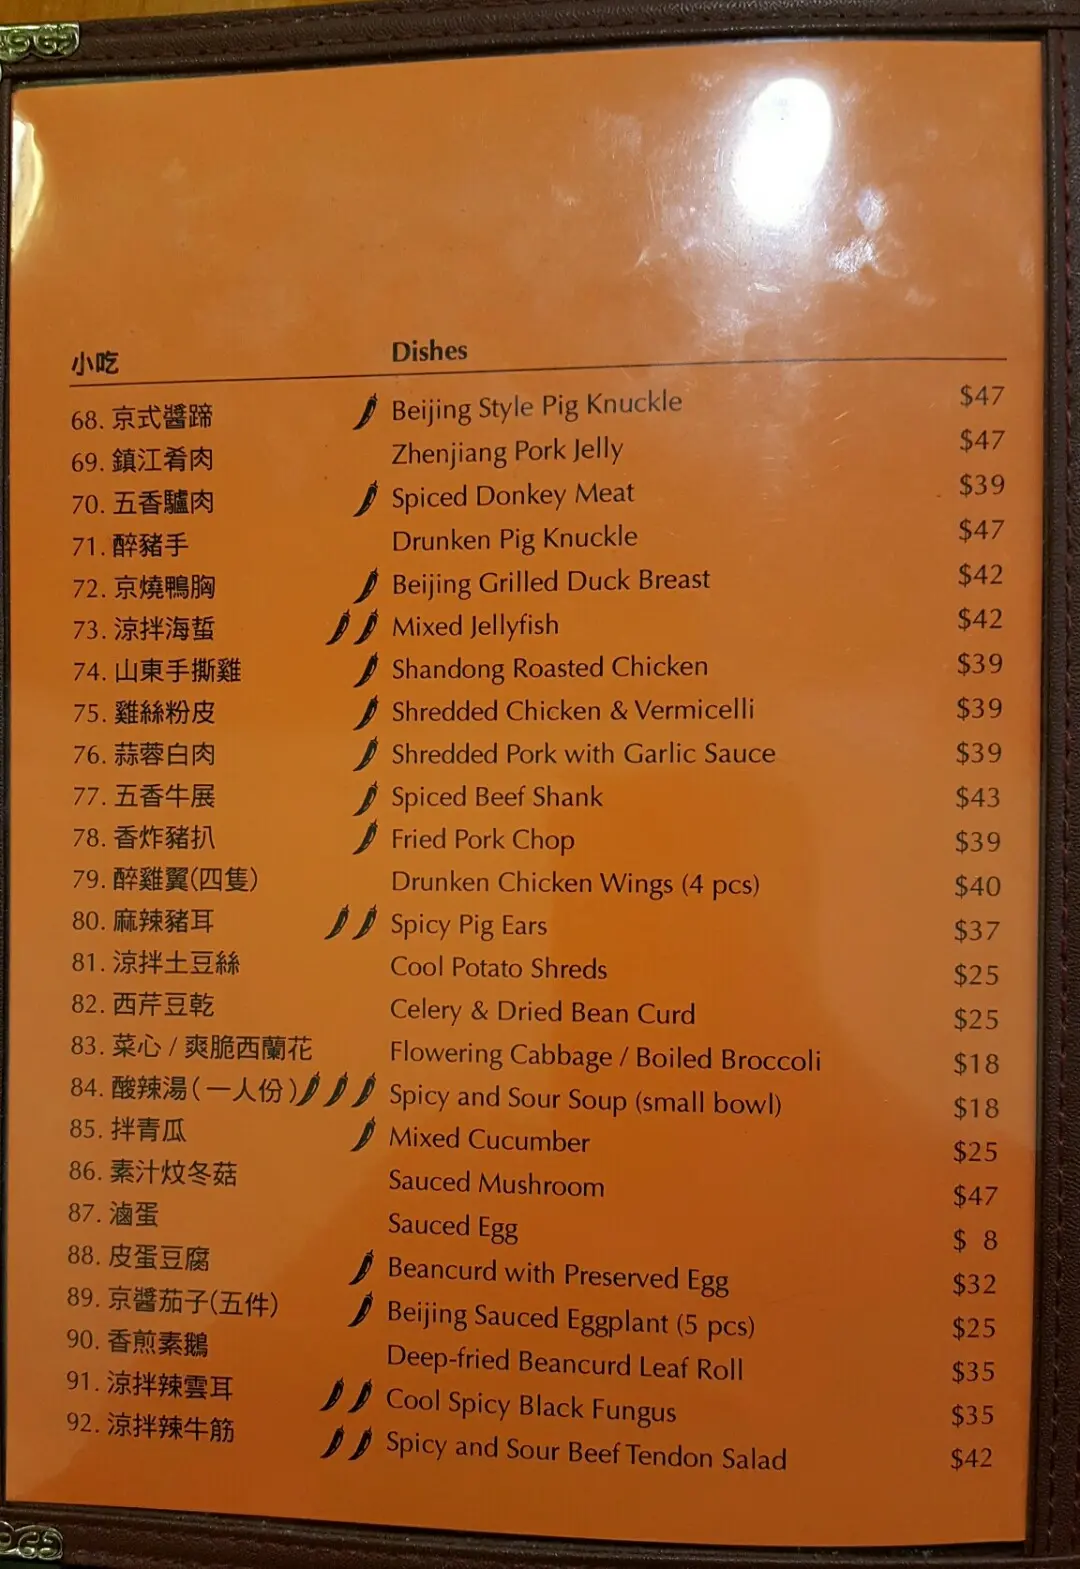 小吃 Dishes
68. 京式醬蹄 Beijing Style Pig Knuckle $47
69. 鎮江肴肉 Zhenjiang Pork Jelly $47
70. 五香驢肉 Spiced Donkey Meat $39
71. 醉豬手 Drunken Pig Knuckle $47
72. 京燒鴨胸 Beijing Grilled Duck Breast $42
73. 涼拌海蜇 Mixed Jellyfish $42
74. 山東手撕雞 Shandong Roasted Chicken $39
75. 雞絲粉皮 Shredded Chicken & Vermicelli $39
76. 蒜蓉白肉 Shredded Pork with Garlic Sauce $39
77. 五香牛展 Spiced Beef Shank $43
78. 香炸豬扒 Fried Pork Chop $39
79. 醉雞翼(四隻) Drunken Chicken Wings (4 pcs) $40
80. 麻辣豬耳 Spicy Pig Ears $37
81. 涼拌土豆絲 Cool Potato Shreds $25
82. 西芹豆乾 Celery & Dried Bean Curd $25
83. 菜心 / 爽脆西蘭花 Flowering Cabbage / Boiled Broccoli $18
84. 酸辣湯 ( 一人份 ) Spicy and Sour Soup (small bowl) $18
85. 拌青瓜 Mixed Cucumber $25
86. 素汁炆冬菇 Sauced Mushroom $47
87. 滷蛋 Sauced Egg $ 8
88. 皮蛋豆腐 Beancurd with Preserved Egg $32
89. 京醬茄子(五件) Beijing Sauced Eggplant (5 pcs) $25
90. 香煎素鵝 Deep-fried Beancurd Leaf Roll $35
91. 涼拌辣雲耳 Cool Spicy Black Fungus $35
92. 涼拌辣牛筋 Spicy and Sour Beef Tendon Salad $42